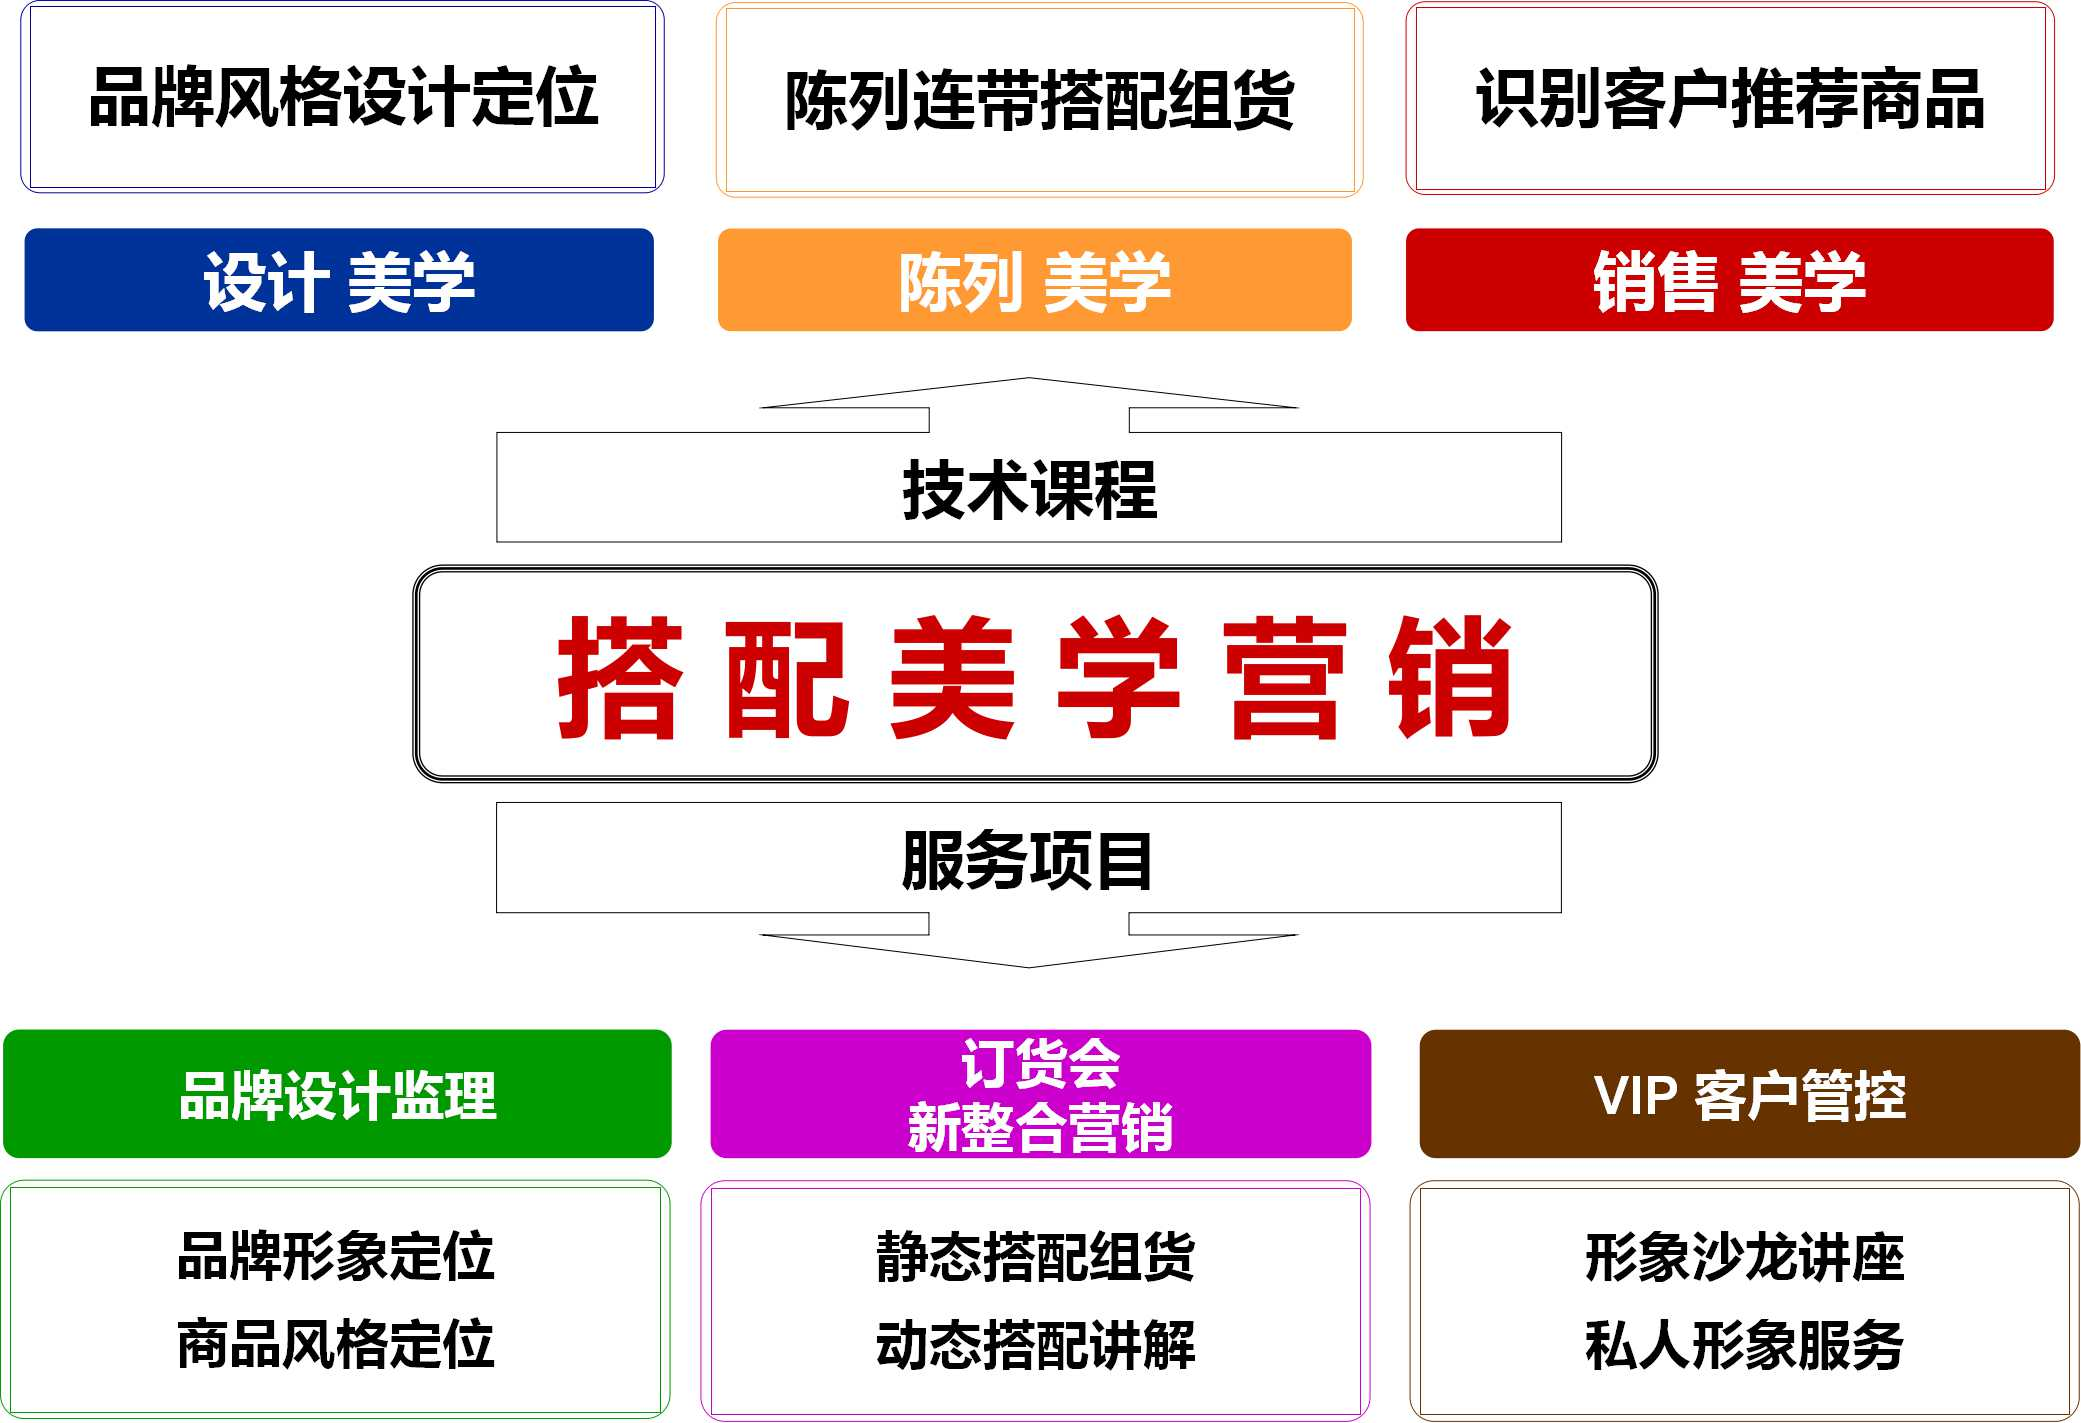 品牌风格设计定位
陈列连带搭配组货
识别客户推荐商品
设计 美学
陈列 美学
销售 美学
技术课程
搭配美学营销
服务项目
品牌设计监理
订货会
新整合营销
VIP 客户管控
品牌形象定位
商品风格定位
静态搭配组货
动态搭配讲解
形象沙龙讲座
私人形象服务